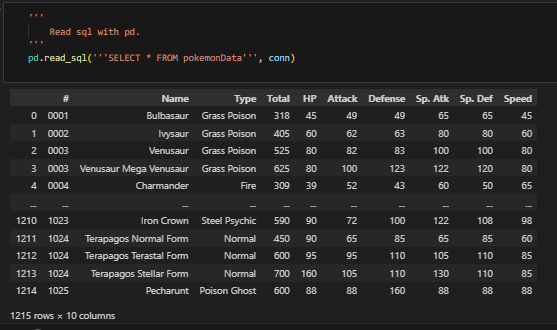 '''
Read sql with pd.
'''
pd.read_sql('''SELECT * FROM pokemonData''', conn)
# Name Type Total HP Attack Defense Sp. Atk Sp. Def Speed
0 0001 Bulbasaur Grass Poison 318 45 49 49 65 65 45
1 0002 Ivysaur Grass Poison 405 60 62 63 80 80 60
2 0003 Venusaur Grass Poison 525 80 82 83 100 100 80
3 0003 Venusaur Mega Venusaur Grass Poison 625 80 100 123 122 120 80
4 0004 Charmander Fire 309 39 52 43 60 50 65
... ... ... ... ... ... ... ... ... ... ...
1210 1023 Iron Crown Steel Psychic 590 90 72 100 122 108 98
1211 1024 Terapagos Normal Form Normal 450 90 65 85 65 85 60
1212 1024 Terapagos Terastal Form Normal 600 95 95 110 105 110 85
1213 1024 Terapagos Stellar Form Normal 700 160 105 110 130 110 85
1214 1025 Pecharunt Poison Ghost 600 88 88 160 88 88 88
1215 rows × 10 columns